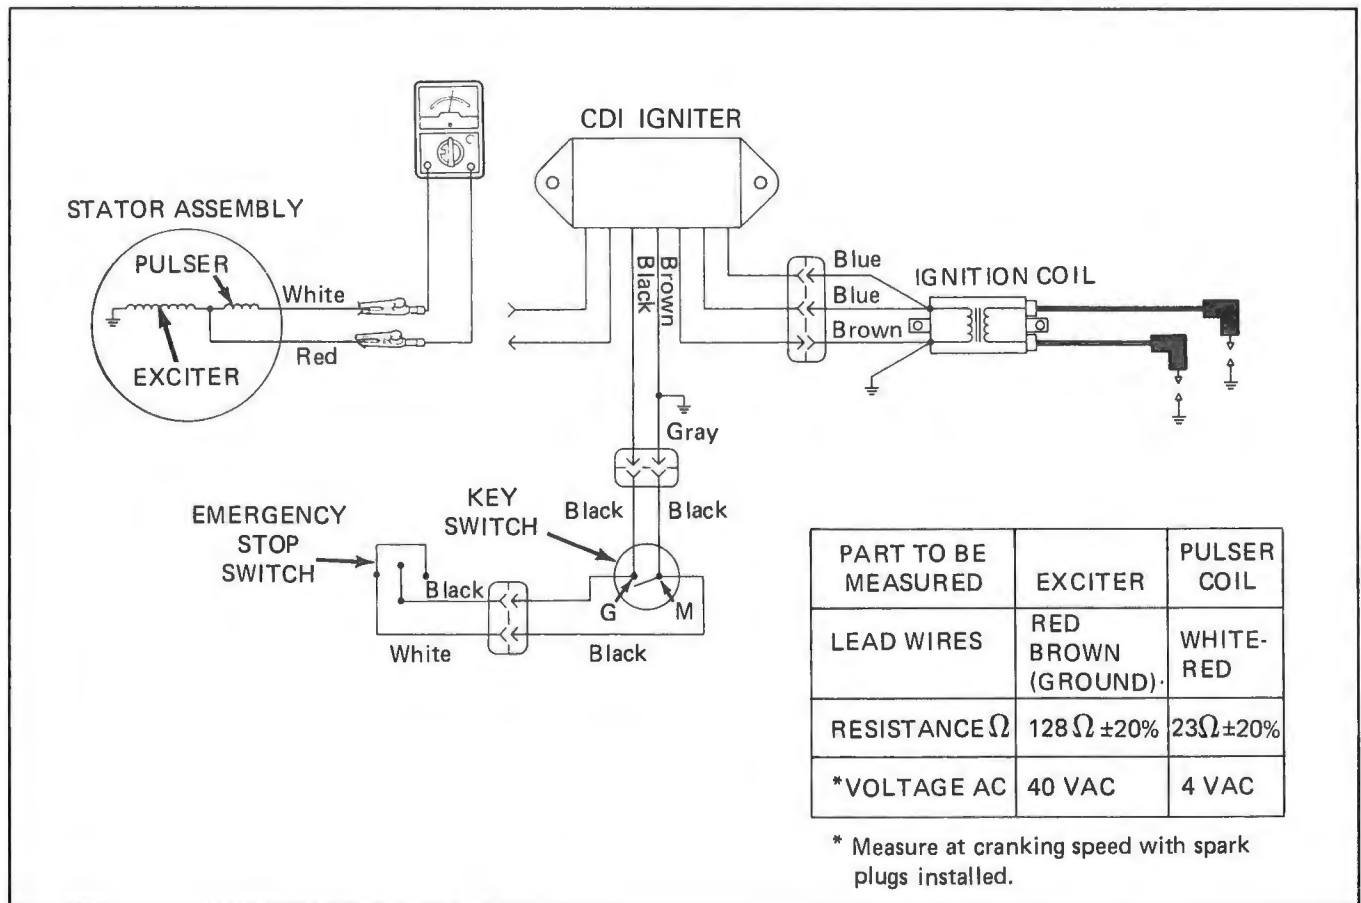 CDI IGNITER
STATOR ASSEMBLY
PULSER
White
Red
EXCITER
Black
Brown
Blue
Blue
Brown
IGNITION COIL
Gray
KEY
SWITCH
Black
Black
EMERGENCY
STOP
SWITCH
Black
G
M
White
Black
PART TO BE
MEASURED
EXCITER
PULSER
COIL
LEAD WIRES
RED
BROWN
(GROUND)
WHITE-
RED
RESISTANCE Ω
128 Ω ±20%
23Ω ±20%
*VOLTAGE AC
40 VAC
4 VAC
* Measure at cranking speed with spark
plugs installed.